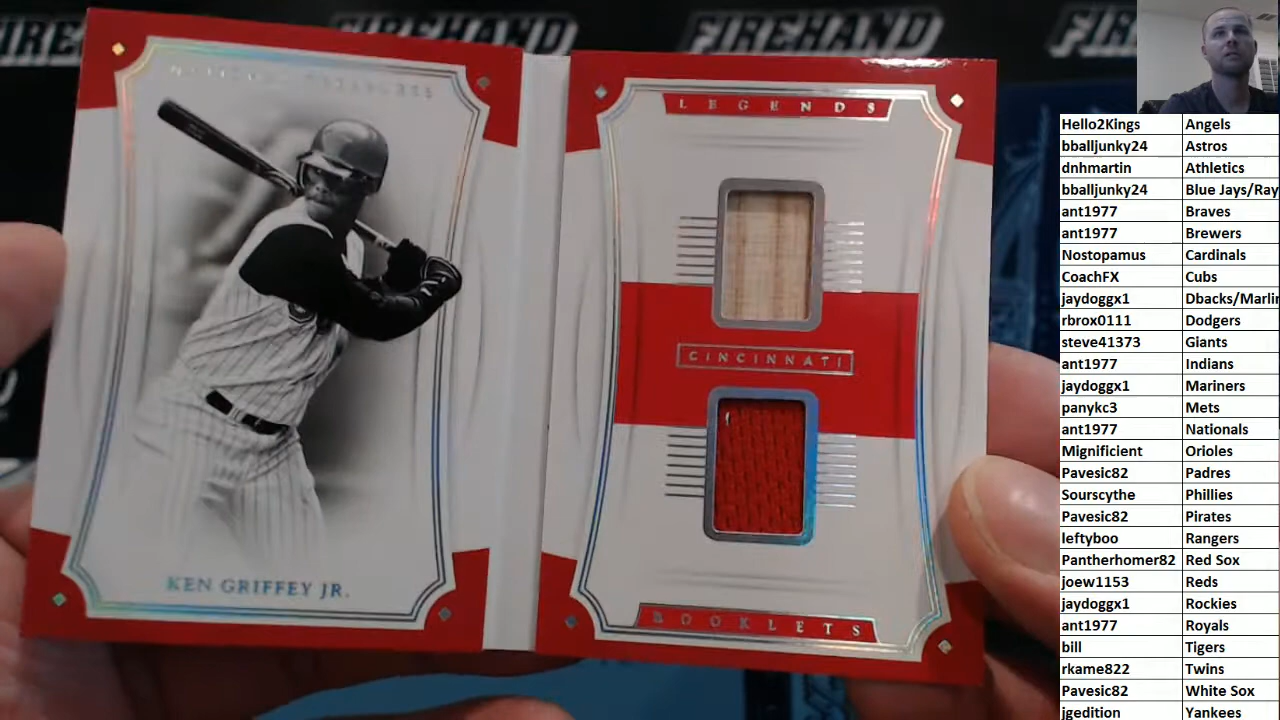 FIREHAND
FIREHAND
NATIONAL TREASURES
KEN GRIFFEY JR.
LEGENDS
CINCINNATI
BOOKLETS
Hello2Kings Angels
bballjunky24 Astros
dnhmartin Athletics
bballjunky24 Blue Jays/Ray
ant1977 Braves
ant1977 Brewers
Nostopamus Cardinals
CoachFX Cubs
jaydoggx1 Dbacks/Marlin
rbrox0111 Dodgers
steve41373 Giants
ant1977 Indians
jaydoggx1 Mariners
panykc3 Mets
ant1977 Nationals
Mignificient Orioles
Pavesic82 Padres
Sourscythe Phillies
Pavesic82 Pirates
leftyboo Rangers
Pantherhomer82 Red Sox
joew1153 Reds
jaydoggx1 Rockies
ant1977 Royals
bill Tigers
rkame822 Twins
Pavesic82 White Sox
jgedition Yankees